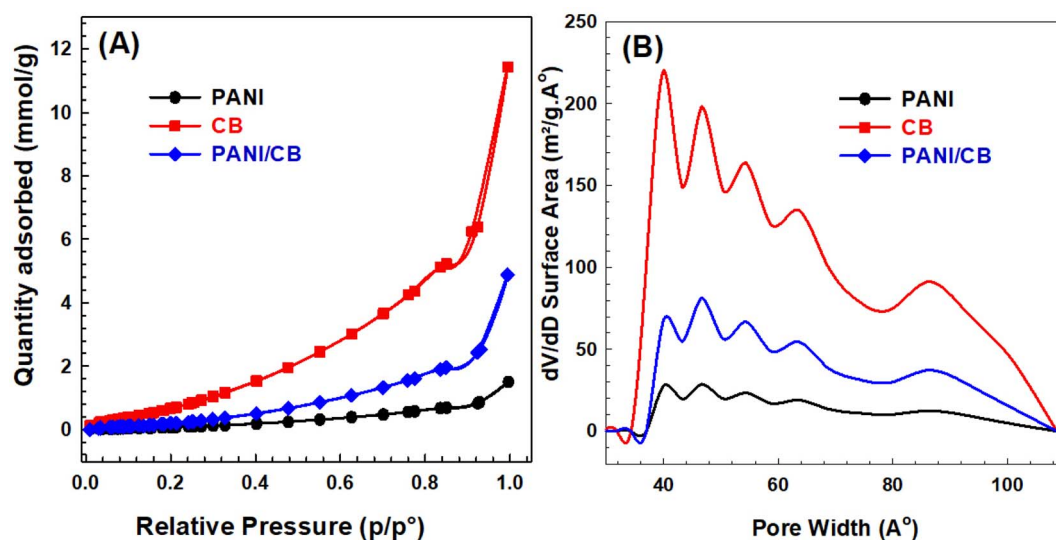 (A)
PANI
CB
PANI/CB
Quantity adsorbed (mmol/g)
12
10
8
6
4
2
0
0.0 0.2 0.4 0.6 0.8 1.0
Relative Pressure (p/p°)
(B)
PANI
CB
PANI/CB
dV/dD Surface Area (m²/g.A°)
250
200
150
100
50
0
-50
40 60 80 100
Pore Width (A°)